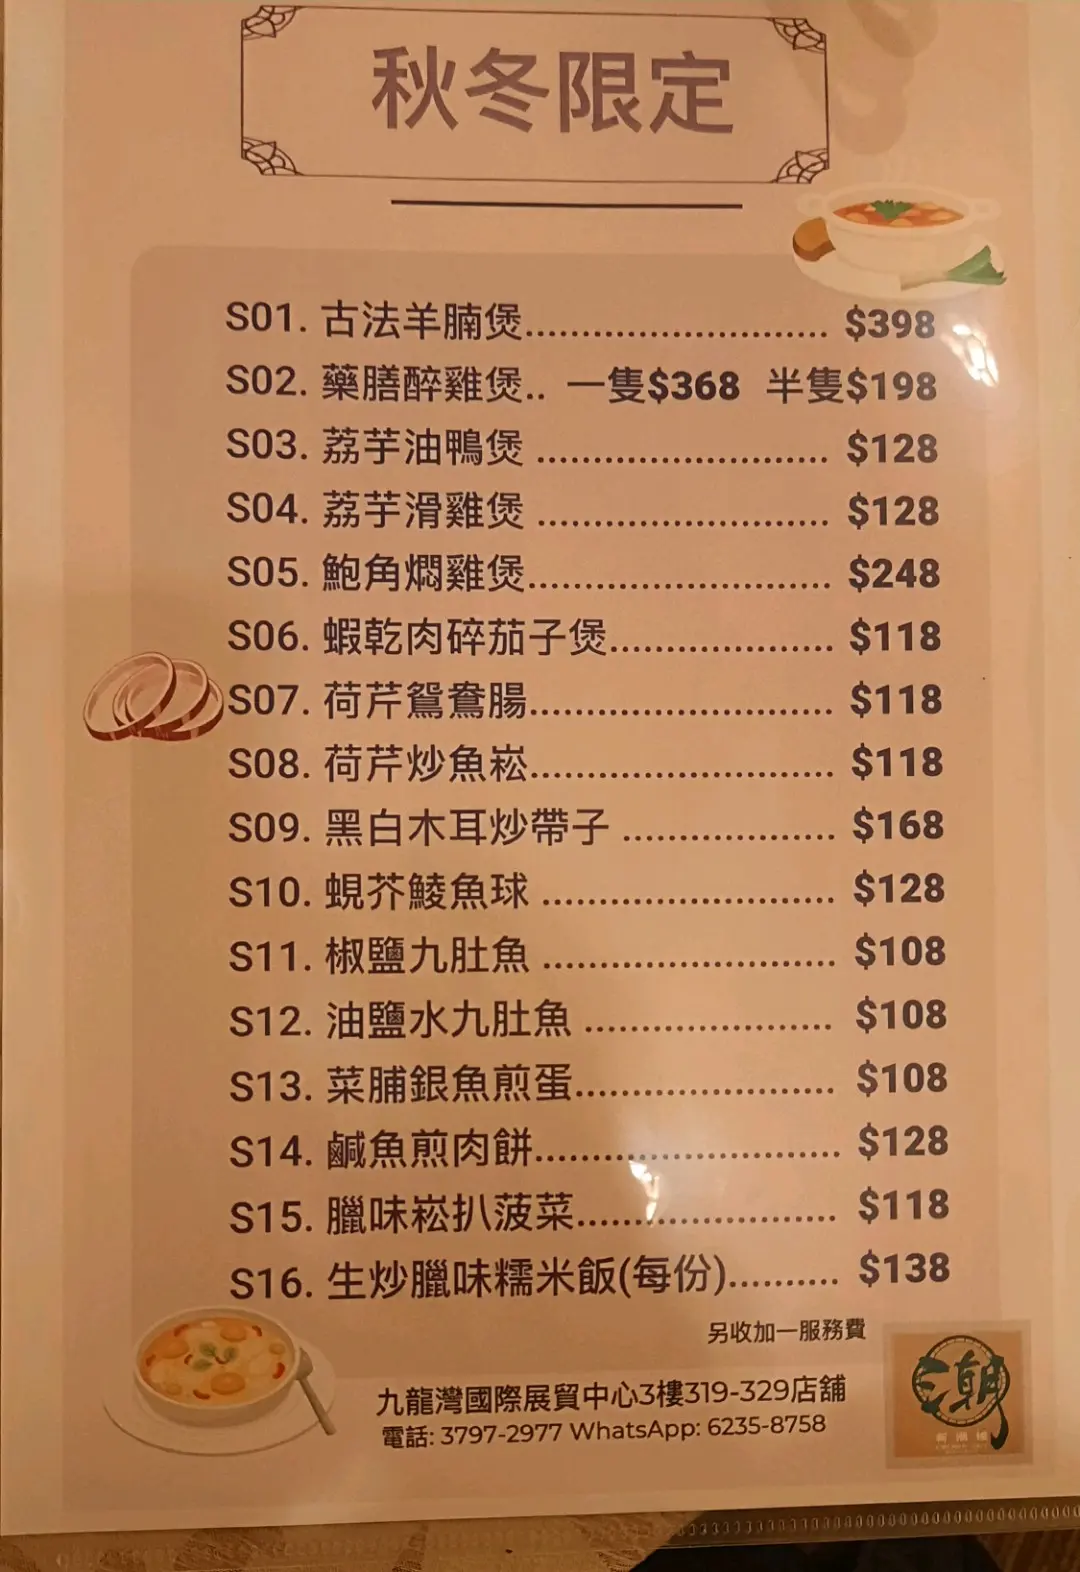 秋冬限定
S01. 古法羊腩煲............................ $398
S02. 藥膳醉雞煲.. 一隻$368 半隻$198
S03. 荔芋油鴨煲 ........................... $128
S04. 荔芋滑雞煲 ........................... $128
S05. 鮑角燜雞煲............................ $248
S06. 蝦乾肉碎茄子煲.................... $118
S07. 荷芹鴛鴦腸............................ $118
S08. 荷芹炒魚崧............................ $118
S09. 黑白木耳炒帶子 ................... $168
S10. 蜆芥鯪魚球 ........................... $128
S11. 椒鹽九肚魚 ........................... $108
S12. 油鹽水九肚魚 ....................... $108
S13. 菜脯銀魚煎蛋........................ $108
S14. 鹹魚煎肉餅............................ $128
S15. 臘味崧扒菠菜........................ $118
S16. 生炒臘味糯米飯(每份).......... $138
另收加一服務費
九龍灣國際展貿中心3樓319-329店舖
電話: 3797-2977 WhatsApp: 6235-8758
潮